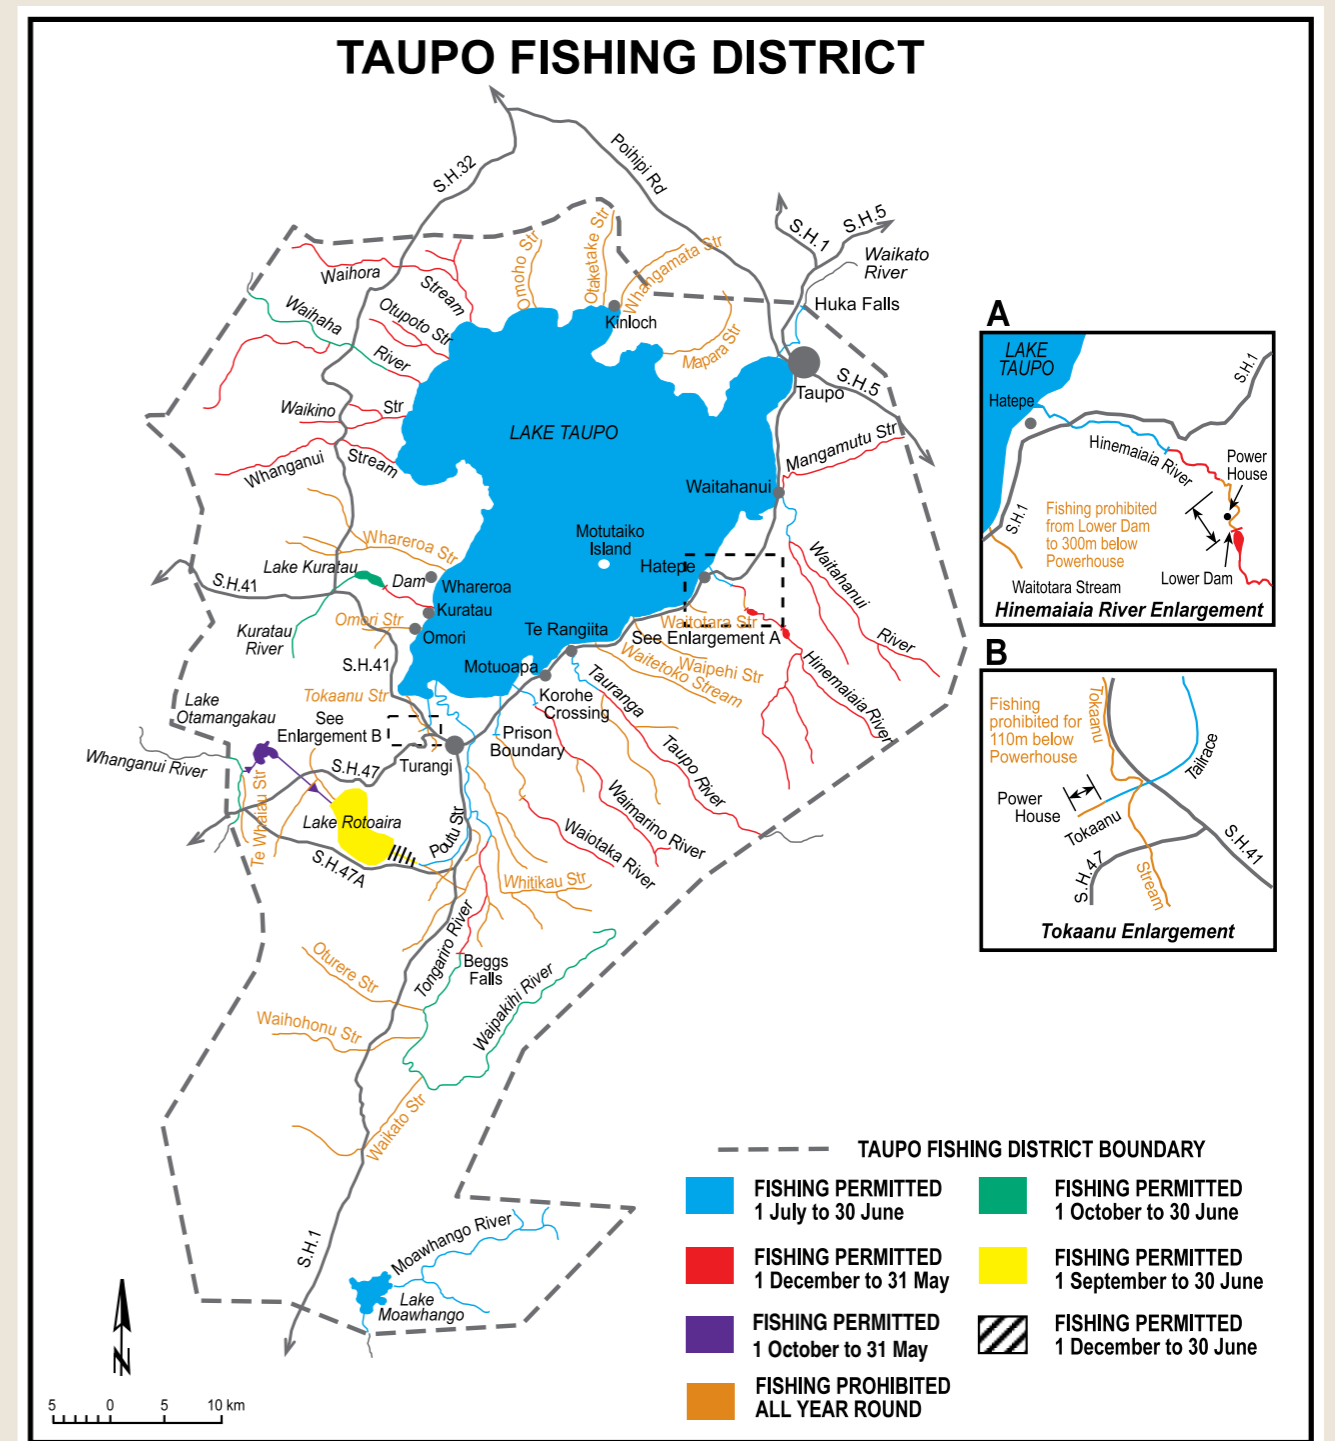 TAUPO FISHING DISTRICT
S.H.32
Poihipi Rd
S.H.1
S.H.5
Waikato
River
Huka Falls
Waihora
Stream
Omoho Str
Otaketake Str
Whangamata Str
Waihaha
River
Otupoto Str
Kinloch
Mapara Str
Taupo
S.H.5
Waikino
Str
LAKE TAUPO
Mangamutu Str
Whanganui
Stream
Waitahanui
Motutaiko
Island
Whareroa Str
Hatepe
Waitahanui
River
Lake Kuratau
Dam
Whareroa
S.H.41
Kuratau
Omori Str
Omori
Kuratau
River
Te Rangiita
Waitotara Str
See Enlargement A
S.H.41
Motuoapa
Waipehi Str
Waitetoko Stream
Hinemaiaia River
Tokaanu Str
Tauranga
Taupo River
Korohe
Crossing
Lake
Otamangakau
See
Enlargement B
Prison
Boundary
Whanganui River
S.H.47
Turangi
Te Whaiau Str
Lake Rotoaira
Poutu Str
Waimarino River
Waiotaka River
S.H.47A
Whitikau Str
Tongariro River
Beggs
Falls
Oturere Str
Waipakihi River
Waihohonu Str
Waikato Str
S.H.1
Moawhango River
Lake
Moawhango
N
5 0 5 10 km
A
LAKE
TAUPO
Hatepe
S.H.1
Hinemaiaia River
Power
House
S.H.1
Fishing prohibited
from Lower Dam
to 300m below
Powerhouse
Lower Dam
Waitotara Stream
Hinemaiaia River Enlargement
B
Fishing
prohibited for
110m below
Powerhouse
Tokaanu
Tailrace
Power
House
Tokaanu
S.H.47
S.H.41
Stream
Tokaanu Enlargement
TAUPO FISHING DISTRICT BOUNDARY
FISHING PERMITTED
1 July to 30 June
FISHING PERMITTED
1 October to 30 June
FISHING PERMITTED
1 December to 31 May
FISHING PERMITTED
1 September to 30 June
FISHING PERMITTED
1 October to 31 May
FISHING PERMITTED
1 December to 30 June
FISHING PROHIBITED
ALL YEAR ROUND